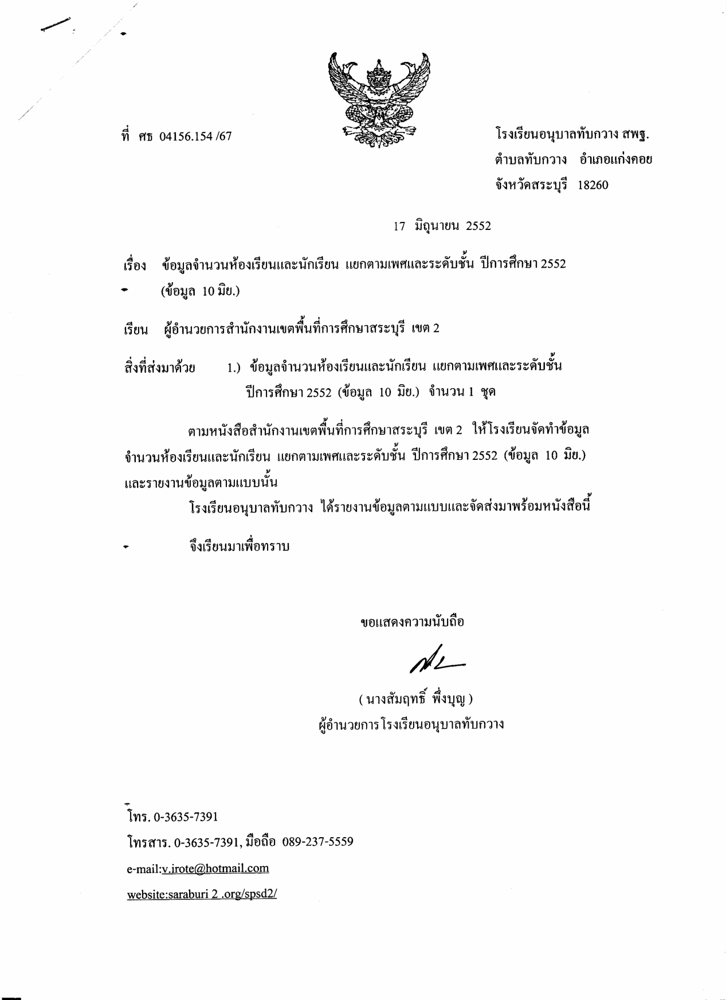 ที่ ศธ 04156.154 /67
โรงเรียนอนุบาลทับกวาง สพฐ.
ตำบลทับกวาง อำเภอแก่งคอย
จังหวัดสระบุรี 18260
17 มิถุนายน 2552
เรื่อง ข้อมูลจำนวนห้องเรียนและนักเรียน แยกตามเพศและระดับชั้น ปีการศึกษา 2552
(ข้อมูล 10 มิย.)
เรียน ผู้อำนวยการสำนักงานเขตพื้นที่การศึกษาสระบุรี เขต 2
สิ่งที่ส่งมาด้วย 1.) ข้อมูลจำนวนห้องเรียนและนักเรียน แยกตามเพศและระดับชั้น
ปีการศึกษา 2552 (ข้อมูล 10 มิย.) จำนวน 1 ชุด
ตามหนังสือสำนักงานเขตพื้นที่การศึกษาสระบุรี เขต 2 ให้โรงเรียนจัดทำข้อมูล
จำนวนห้องเรียนและนักเรียน แยกตามเพศและระดับชั้น ปีการศึกษา 2552 (ข้อมูล 10 มิย.)
และรายงานข้อมูลตามแบบนั้น
โรงเรียนอนุบาลทับกวาง ได้รายงานข้อมูลตามแบบและจัดส่งมาพร้อมหนังสือนี้
จึงเรียนมาเพื่อทราบ
ขอแสดงความนับถือ
( นางสัมฤทธิ์ พึ่งบุญ )
ผู้อำนวยการโรงเรียนอนุบาลทับกวาง
โทร. 0-3635-7391
โทรสาร. 0-3635-7391, มือถือ 089-237-5559
e-mail:v.irote@hotmail.com
website:saraburi 2 .org/spsd2/